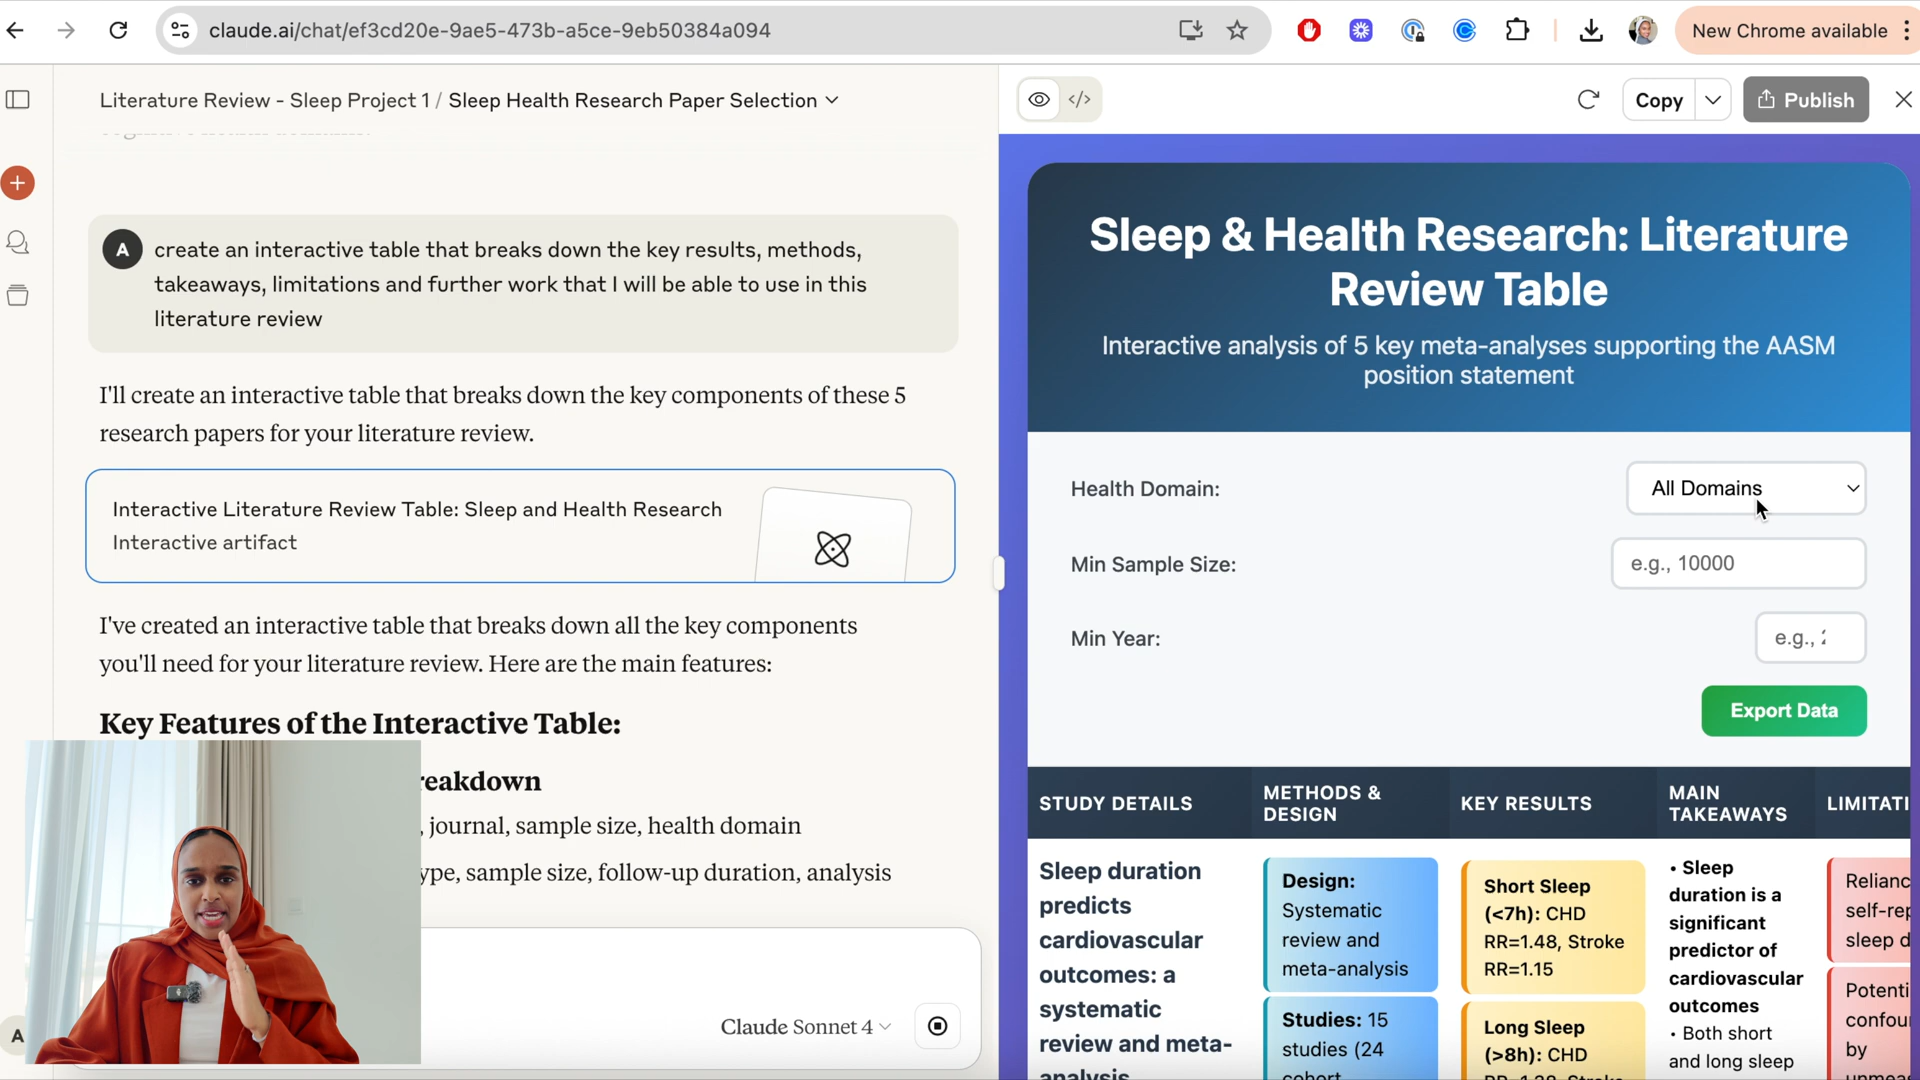 claude.ai/chat/ef3cd20e-9ae5-473b-a5ce-9eb50384a094
New Chrome available
Literature Review - Sleep Project 1 / Sleep Health Research Paper Selection
A
create an interactive table that breaks down the key results, methods,
takeaways, limitations and further work that I will be able to use in this
literature review
I'll create an interactive table that breaks down the key components of these 5
research papers for your literature review.
Interactive Literature Review Table: Sleep and Health Research
Interactive artifact
I've created an interactive table that breaks down all the key components
you'll need for your literature review. Here are the main features:
Key Features of the Interactive Table:
reakdown
, journal, sample size, health domain
ype, sample size, follow-up duration, analysis
Claude Sonnet 4
A
Copy
Publish
Sleep & Health Research: Literature
Review Table
Interactive analysis of 5 key meta-analyses supporting the AASM
position statement
Health Domain:
All Domains
Min Sample Size:
e.g., 10000
Min Year:
e.g., 2
Export Data
STUDY DETAILS
METHODS &
DESIGN
KEY RESULTS
MAIN
TAKEAWAYS
LIMITATI
Sleep duration
predicts
cardiovascular
outcomes: a
systematic
review and meta-
analysis
Design:
Systematic
review and
meta-analysis
Studies: 15
studies (24
cohort
Short Sleep
(<7h): CHD
RR=1.48, Stroke
RR=1.15
Long Sleep
(>8h): CHD
• Sleep
duration is a
significant
predictor of
cardiovascular
outcomes
• Both short
and long sleep
Relianc
self-rep
sleep d
Potenti
confou
by